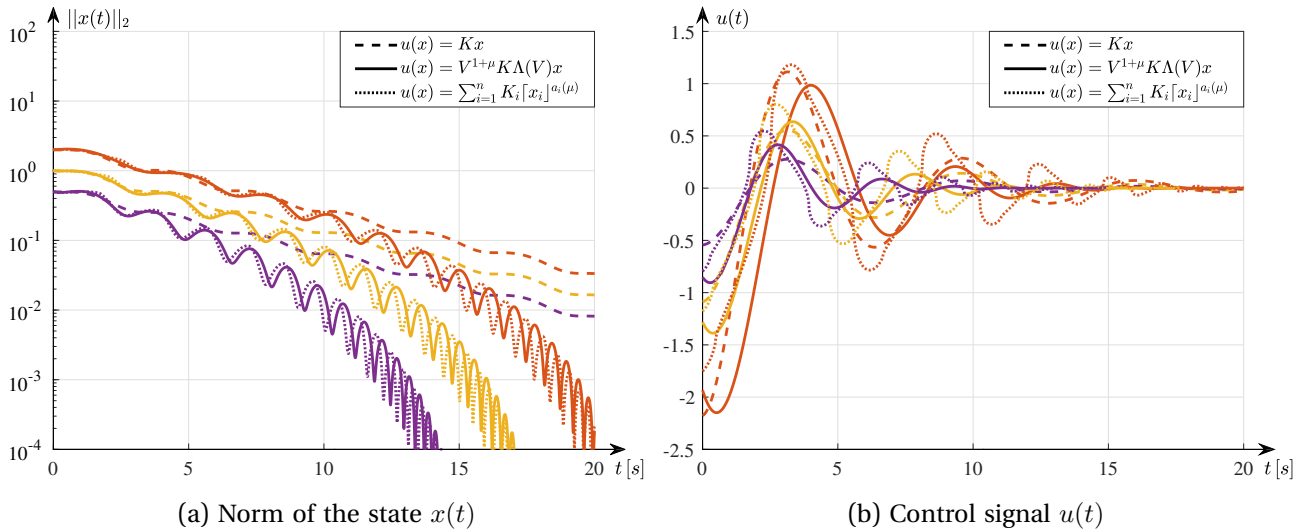 ||x(t)||₂
10²
10¹
10⁰
10⁻¹
10⁻²
10⁻³
10⁻⁴
0 5 10 15 20
t [s]
u(x) = Kx
u(x) = V^{1+μ}KΛ(V)x
u(x) = ∑_{i=1}^{n} K_i⌈x_i⌋^{a_i(μ)}
(a) Norm of the state x(t)
u(t)
1.5
1
0.5
0
-0.5
-1
-1.5
-2
-2.5
0 5 10 15 20
t [s]
u(x) = Kx
u(x) = V^{1+μ}KΛ(V)x
u(x) = ∑_{i=1}^{n} K_i⌈x_i⌋^{a_i(μ)}
(b) Control signal u(t)